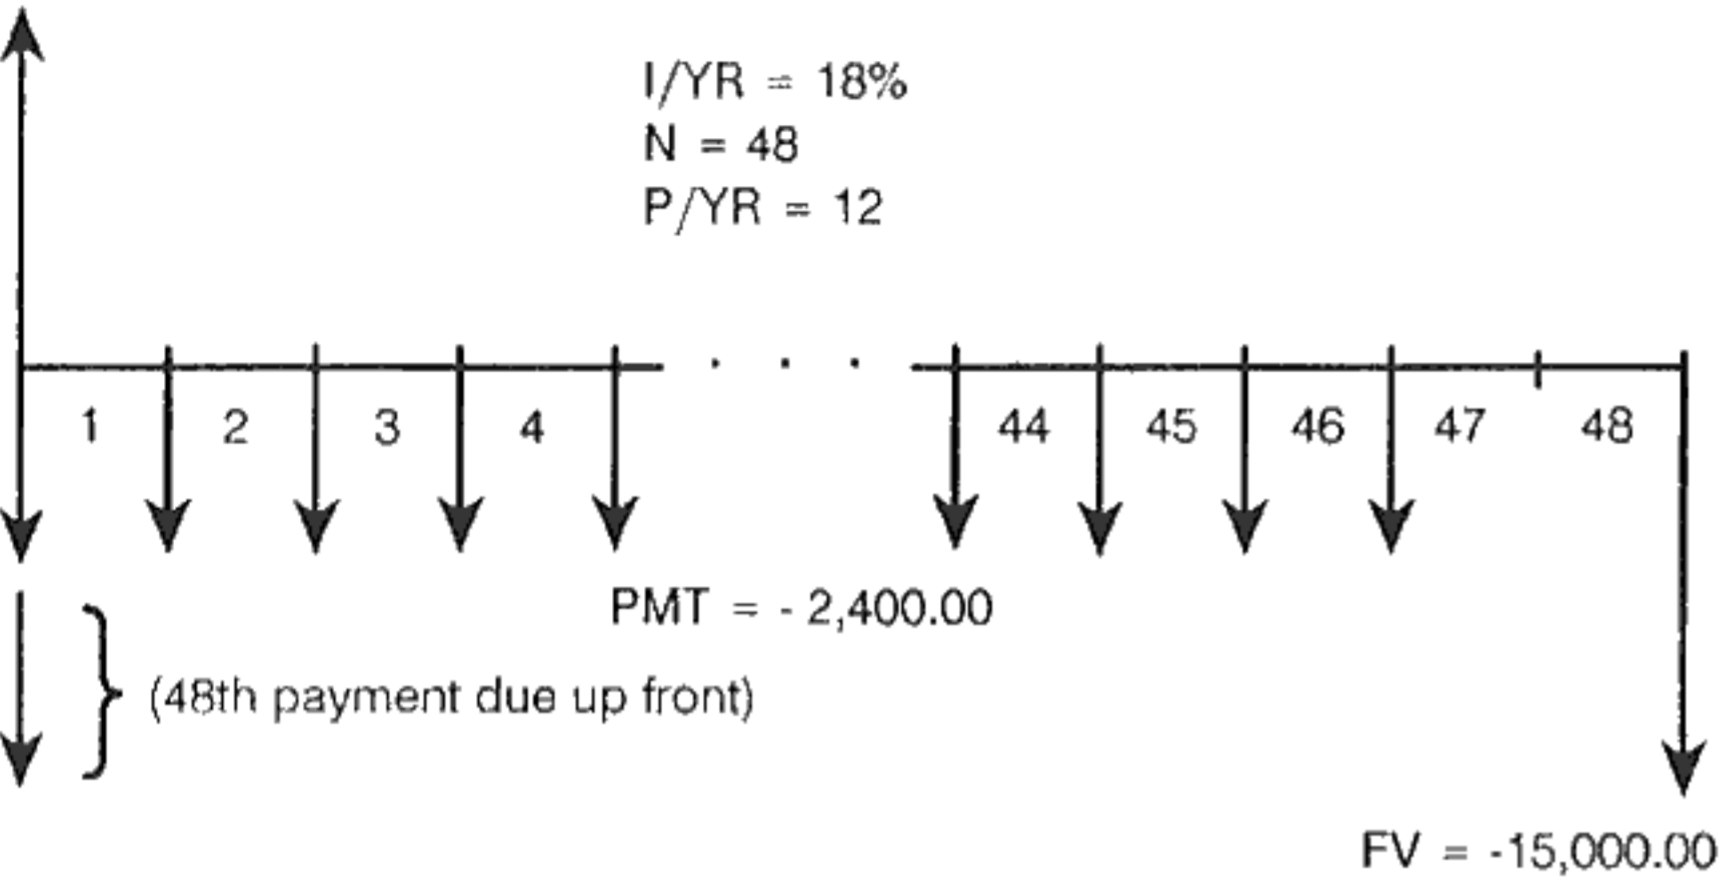 I/YR = 18%
N = 48
P/YR = 12
1 2 3 4 . . . 44 45 46 47 48
PMT = - 2,400.00
(48th payment due up front)
FV = -15,000.00